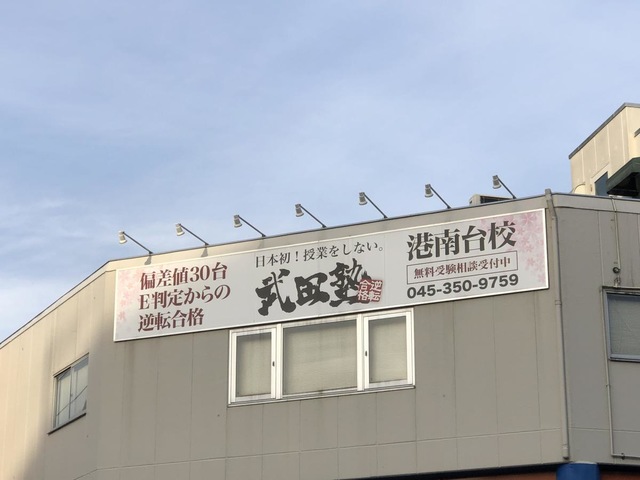 偏差値30台
E判定からの
逆転合格
日本初！授業をしない。
武田塾
逆転
合格
港南台校
無料受験相談受付中
045-350-9759